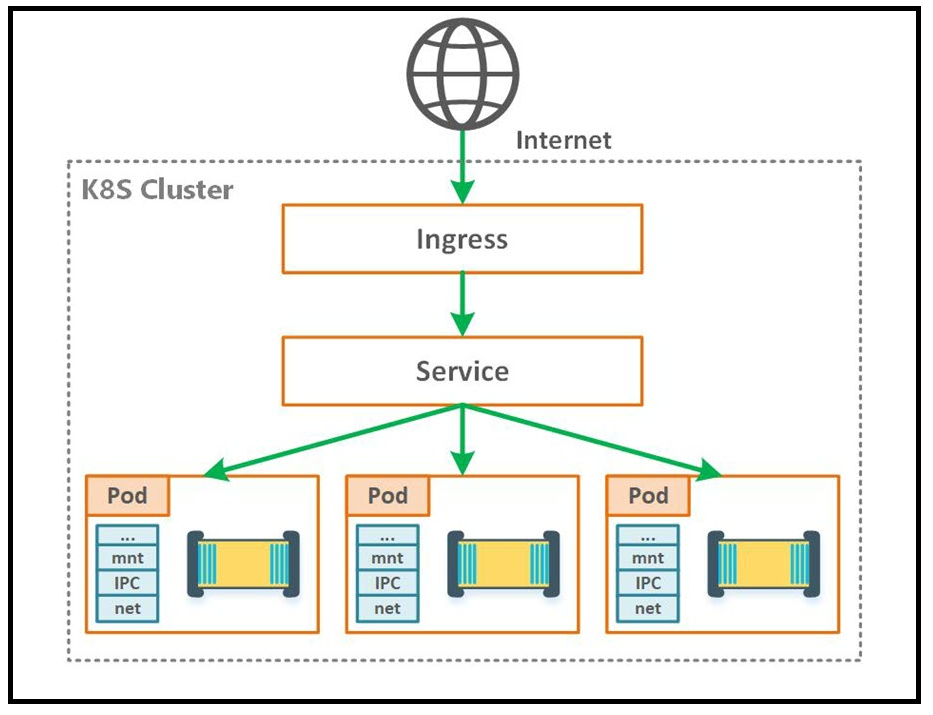 Internet
K8S Cluster
Ingress
Service
Pod
...
mnt
IPC
net
Pod
...
mnt
IPC
net
Pod
...
mnt
IPC
net